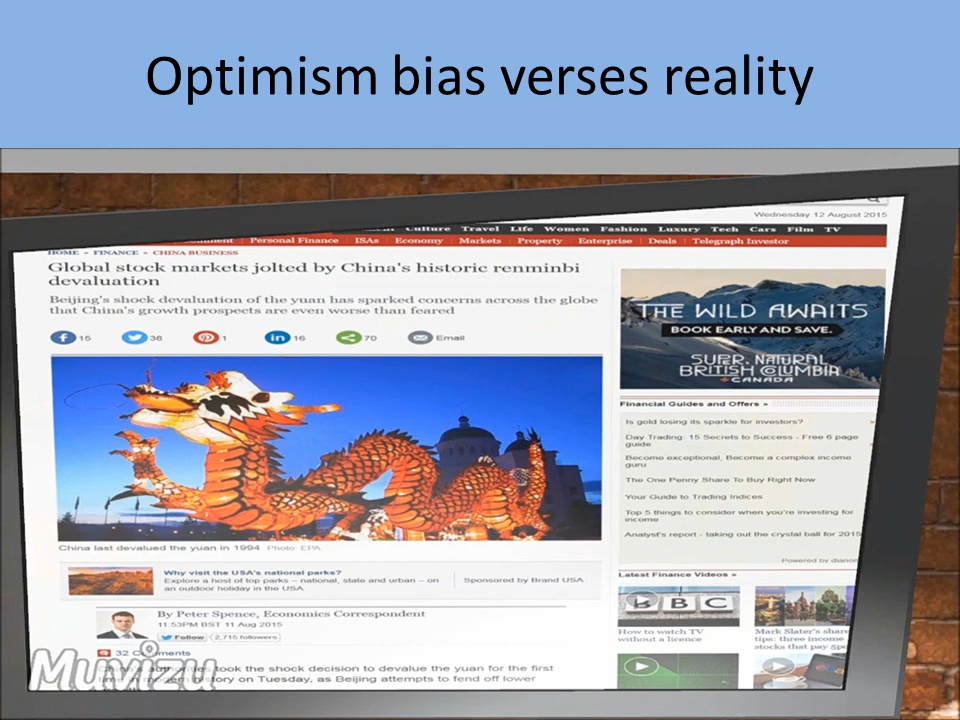 Optimism bias verses reality
Wednesday 12 August 2015
Culture Travel Life Women Fashion Luxury Tech Cars Film TV
Personal Finance | ISAs | Economy | Markets | Property | Enterprise | Deals | Telegraph Investor
HOME » FINANCE » CHINA BUSINESS
Global stock markets jolted by China's historic renminbi
devaluation
Beijing's shock devaluation of the yuan has sparked concerns across the globe
that China's growth prospects are even worse than feared
15 38 1 16 70 Email
China last devalued the yuan in 1994 Photo: EPA
Why visit the USA's national parks?
Explore a host of top parks – national, state and urban – on
an outdoor holiday in the USA
Sponsored by Brand USA
By Peter Spence, Economics Correspondent
11:53PM BST 11 Aug 2015
Follow 2,715 followers
32 Comments
China's authorities took the shock decision to devalue the yuan for the first
time in modern history on Tuesday, as Beijing attempts to fend off lower
THE WILD AWAITS
BOOK EARLY AND SAVE.
SUPER, NATURAL
BRITISH COLUMBIA
CANADA
Financial Guides and Offers »
Is gold losing its sparkle for investors?
Day Trading: 15 Secrets to Success - Free 6 page
guide
Become exceptional, Become a complex income
guru
The One Penny Share To Buy Right Now
Your Guide to Trading Indices
Top 5 things to consider when you're investing for
income
Analyst's report - taking out the crystal ball for 2015
Powered by
Latest Finance Videos »
BBC
How to watch TV
without a licence
Mark Slater's share
tips: three income
stocks that pay